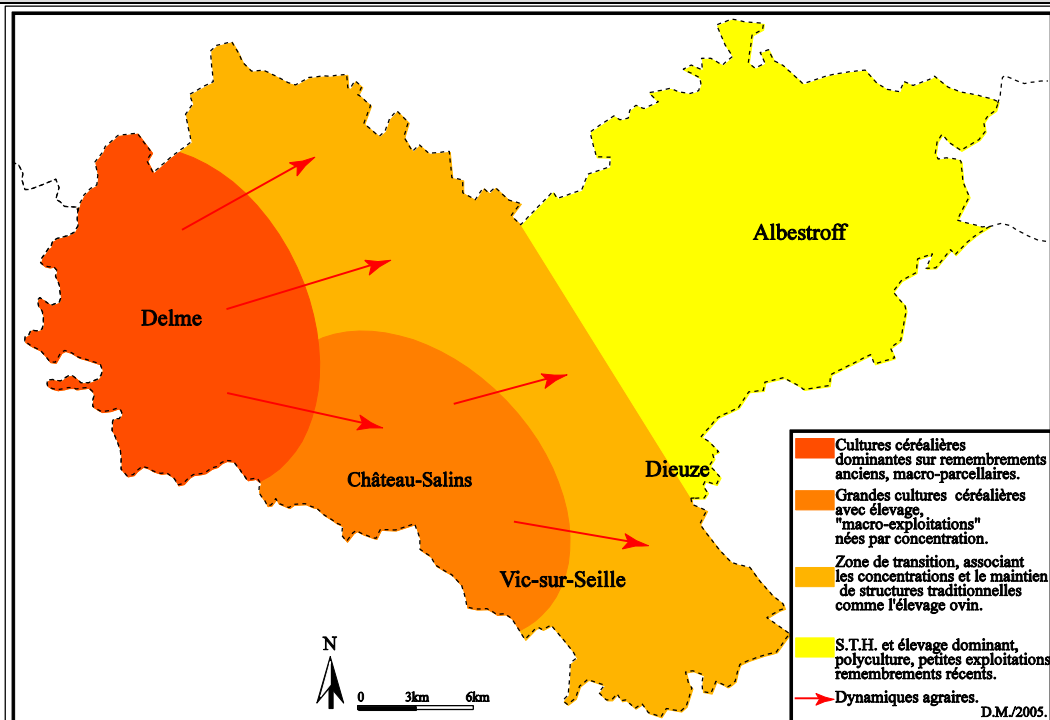 Albestroff
Delme
Dieuze
Château-Salins
Vic-sur-Seille
N
0 3km 6km
Cultures céréalières
dominantes sur remembrements
anciens, macro-parcellaires.
Grandes cultures céréalières
avec élevage,
"macro-exploitations"
nées par concentration.
Zone de transition, associant
les concentrations et le maintien
de structures traditionnelles
comme l'élevage ovin.
S.T.H. et élevage dominant,
polyculture, petites exploitations
remembrements récents.
Dynamiques agraires.
D.M./2005.